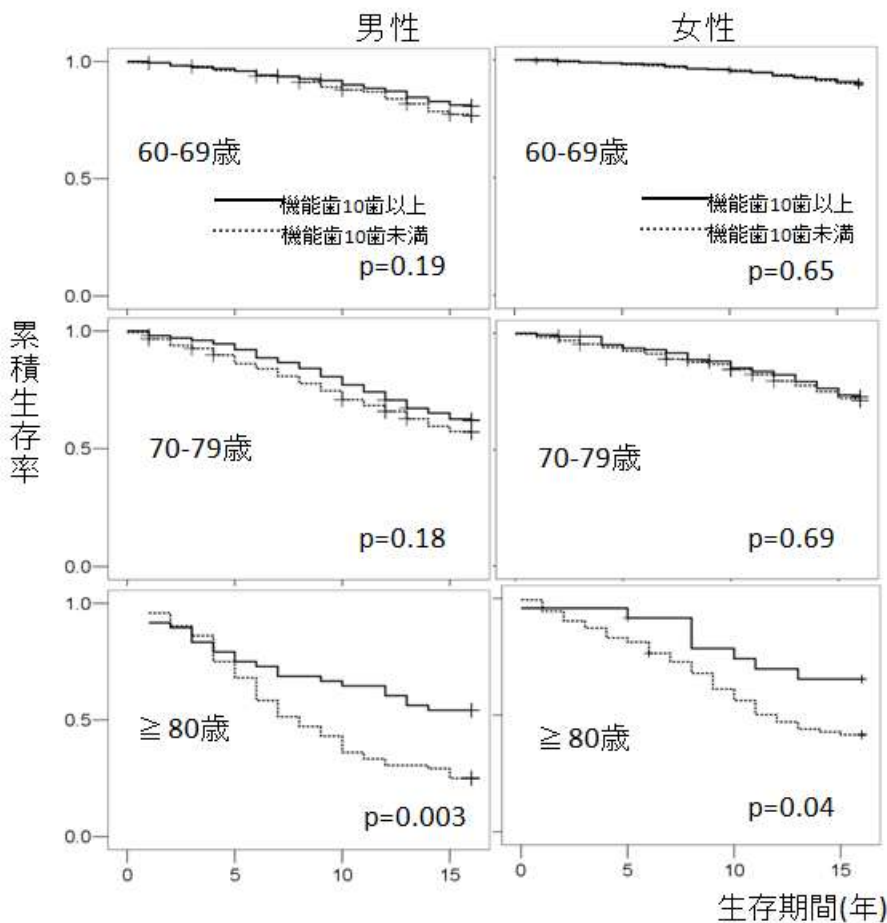 男性
女性
1.0
60-69歳
60-69歳
0.5
機能歯10歯以上
機能歯10歯未満
機能歯10歯以上
機能歯10歯未満
p=0.19
p=0.65
0.0
累積生存率
1.0
0.5
70-79歳
70-79歳
p=0.18
p=0.69
0.0
1.0
0.5
≧80歳
≧80歳
p=0.003
p=0.04
0.0
0 5 10 15
0 5 10 15
生存期間(年)